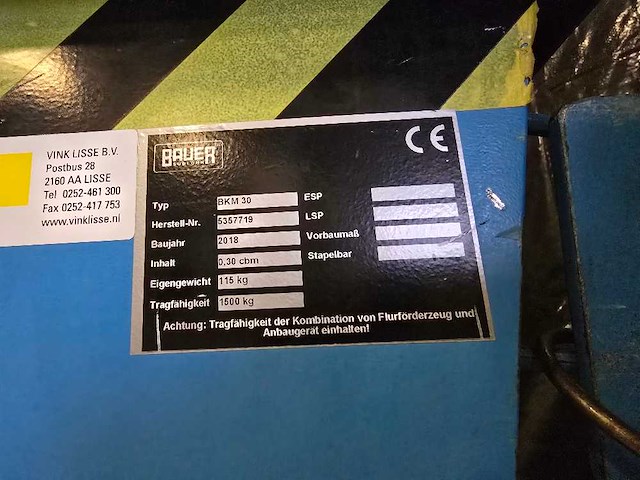 VINK LISSE B.V.
Postbus 28
2160 AA LISSE
Tel 0252-461 300
Fax 0252-417 753
www.vinklisse.nl
BAUER
CE
Typ BKM 30
Herstell-Nr. 5357719
Baujahr 2018
Inhalt 0,30 cbm
Eigengewicht 115 kg
Tragfähigkeit 1500 kg
ESP
LSP
Vorbaumaß
Stapelbar
Achtung: Tragfähigkeit der Kombination von Flurförderzeug und
Anbaugerät einhalten!